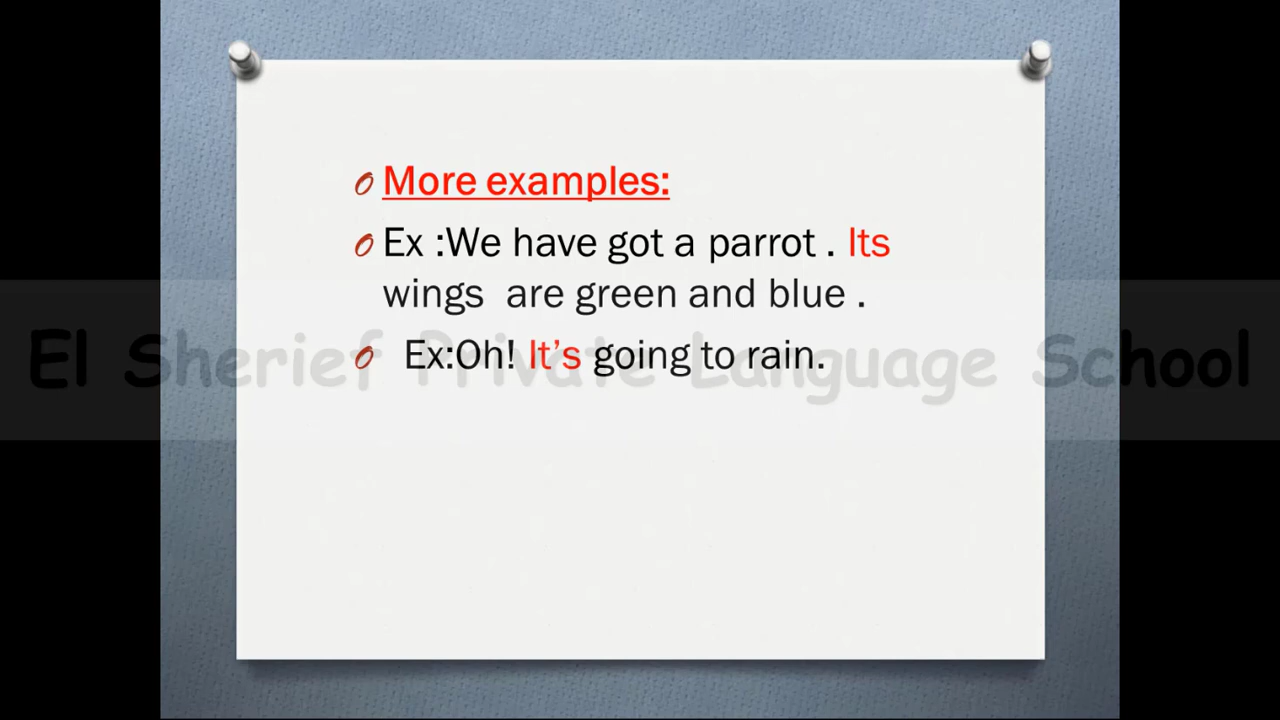 More examples:
Ex :We have got a parrot . Its
wings  are green and blue .
Ex:Oh! It’s going to rain.
El Sherief Private Language School